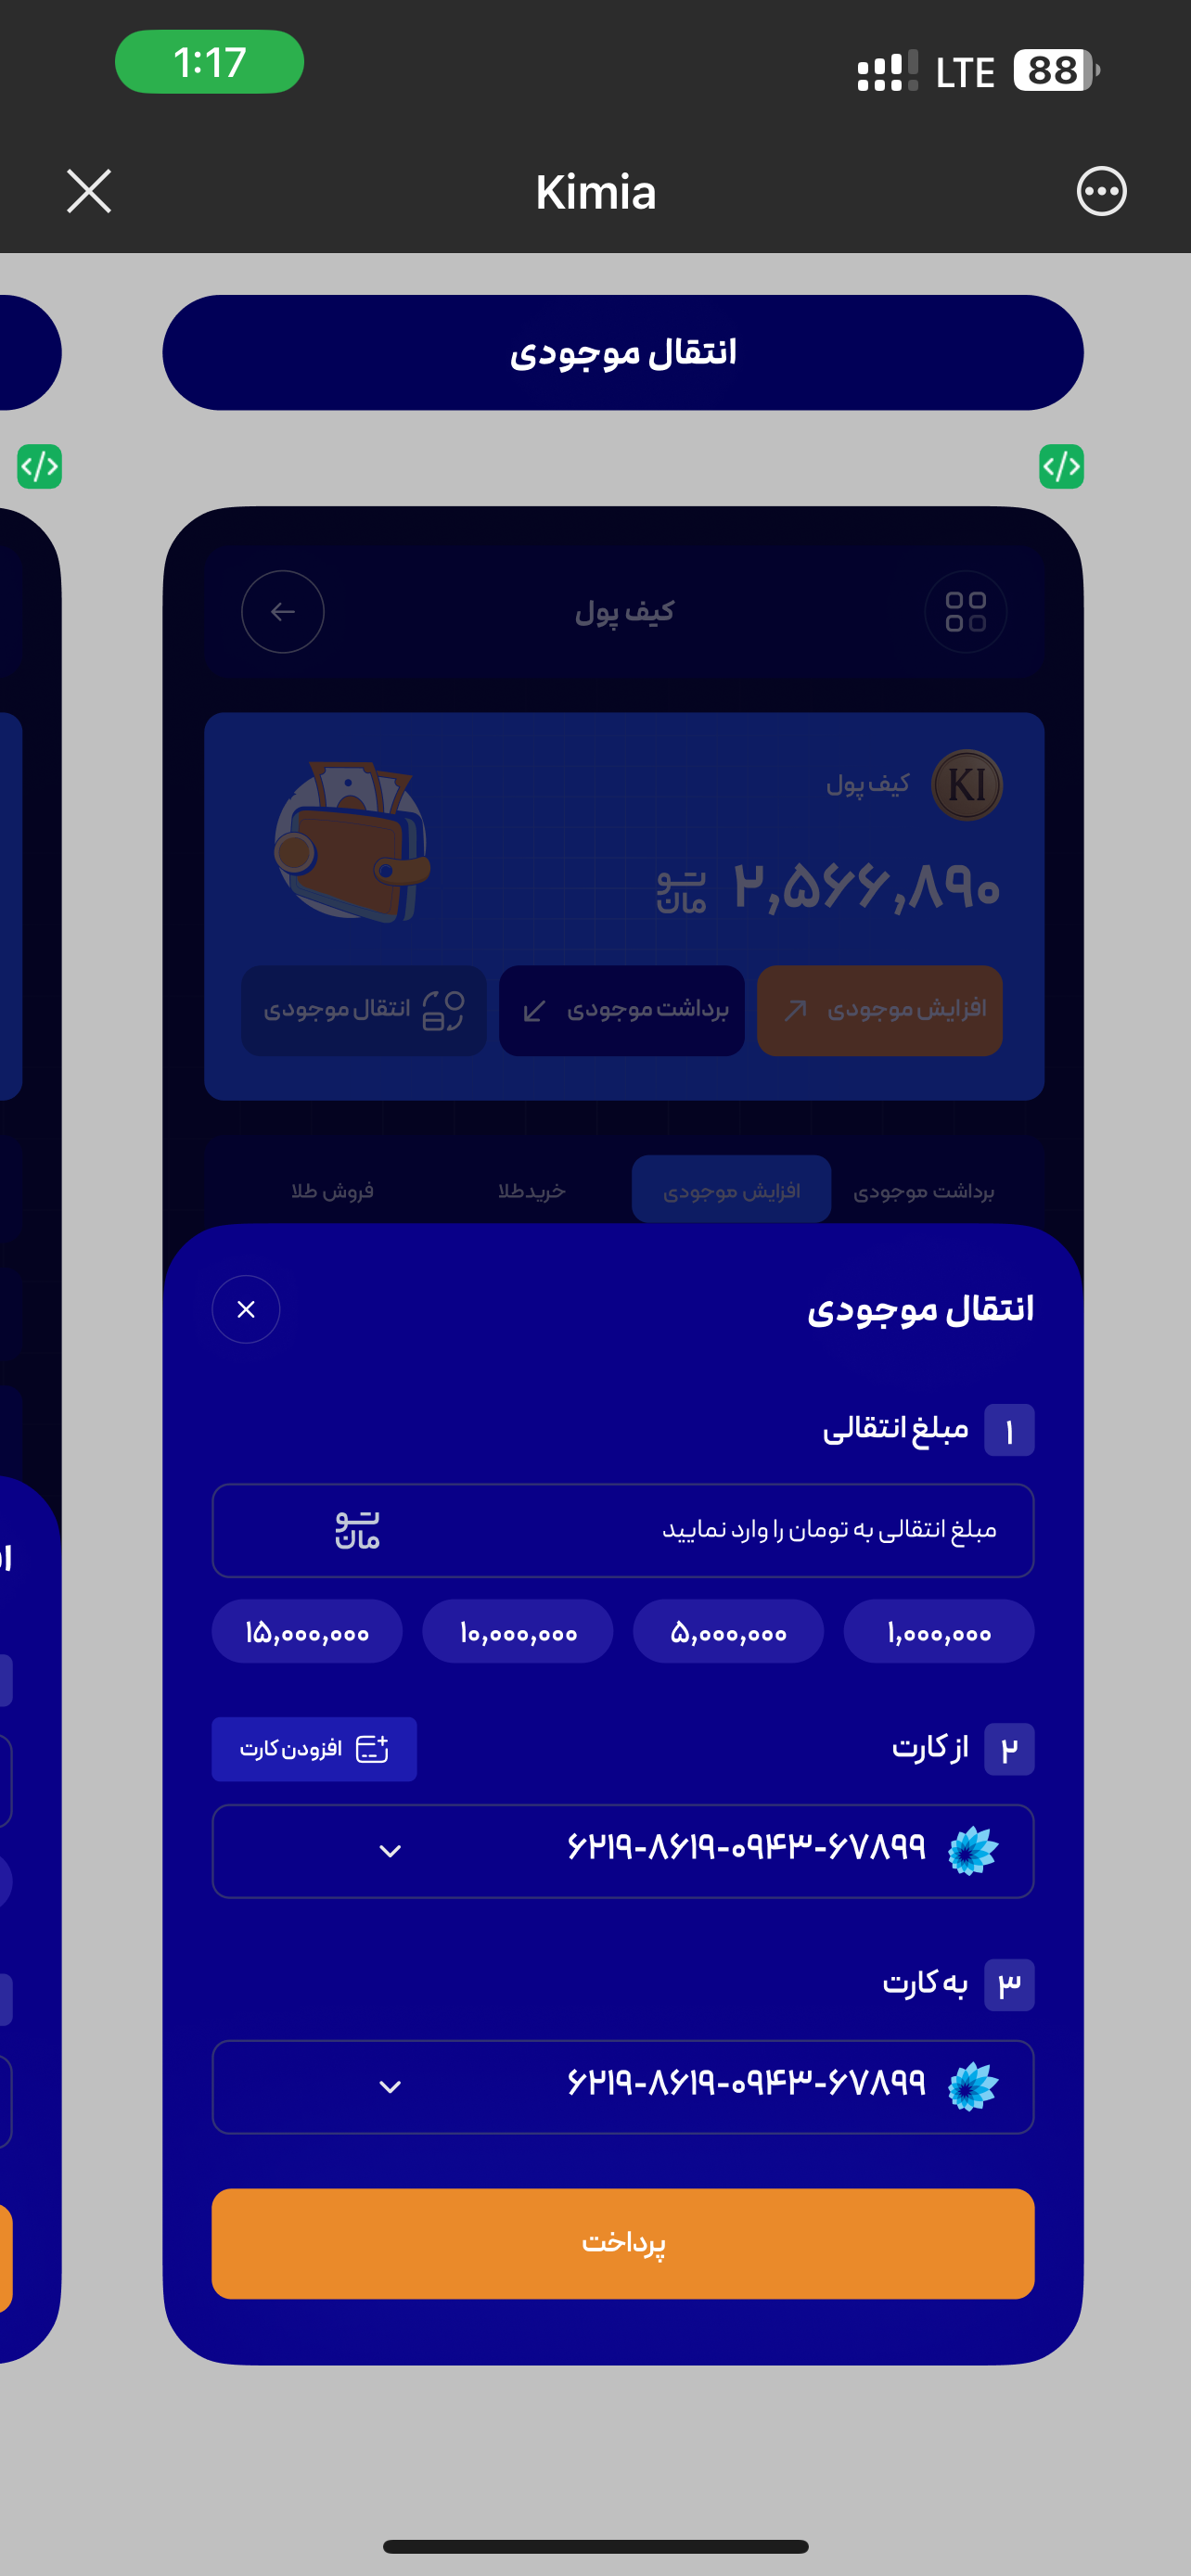 1:17
LTE 88
Kimia
انتقال موجودی
</>
</>
کیف پول
KI
کیف پول
۲,۵۶۶,۸۹۰ تومان
افزایش موجودی
برداشت موجودی
انتقال موجودی
برداشت موجودی
افزایش موجودی
خرید طلا
فروش طلا
انتقال موجودی
۱ مبلغ انتقالی
مبلغ انتقالی به تومان را وارد نمایید تومان
۱,۰۰۰,۰۰۰
۵,۰۰۰,۰۰۰
۱۰,۰۰۰,۰۰۰
۱۵,۰۰۰,۰۰۰
۲ از کارت
افزودن کارت
۶۲۱۹-۸۶۱۹-۰۹۴۳-۶۷۸۹۹
۳ به کارت
۶۲۱۹-۸۶۱۹-۰۹۴۳-۶۷۸۹۹
پرداخت